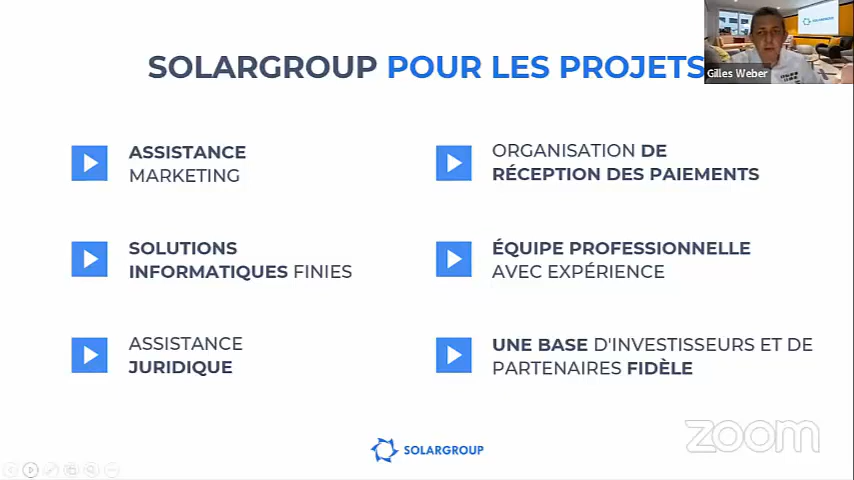 SOLARGROUP POUR LES PROJETS
Gilles Weber
ASSISTANCE
MARKETING
ORGANISATION DE
RÉCEPTION DES PAIEMENTS
SOLUTIONS
INFORMATIQUES FINIES
ÉQUIPE PROFESSIONNELLE
AVEC EXPÉRIENCE
ASSISTANCE
JURIDIQUE
UNE BASE D'INVESTISSEURS ET DE
PARTENAIRES FIDÈLE
SOLARGROUP
zoom